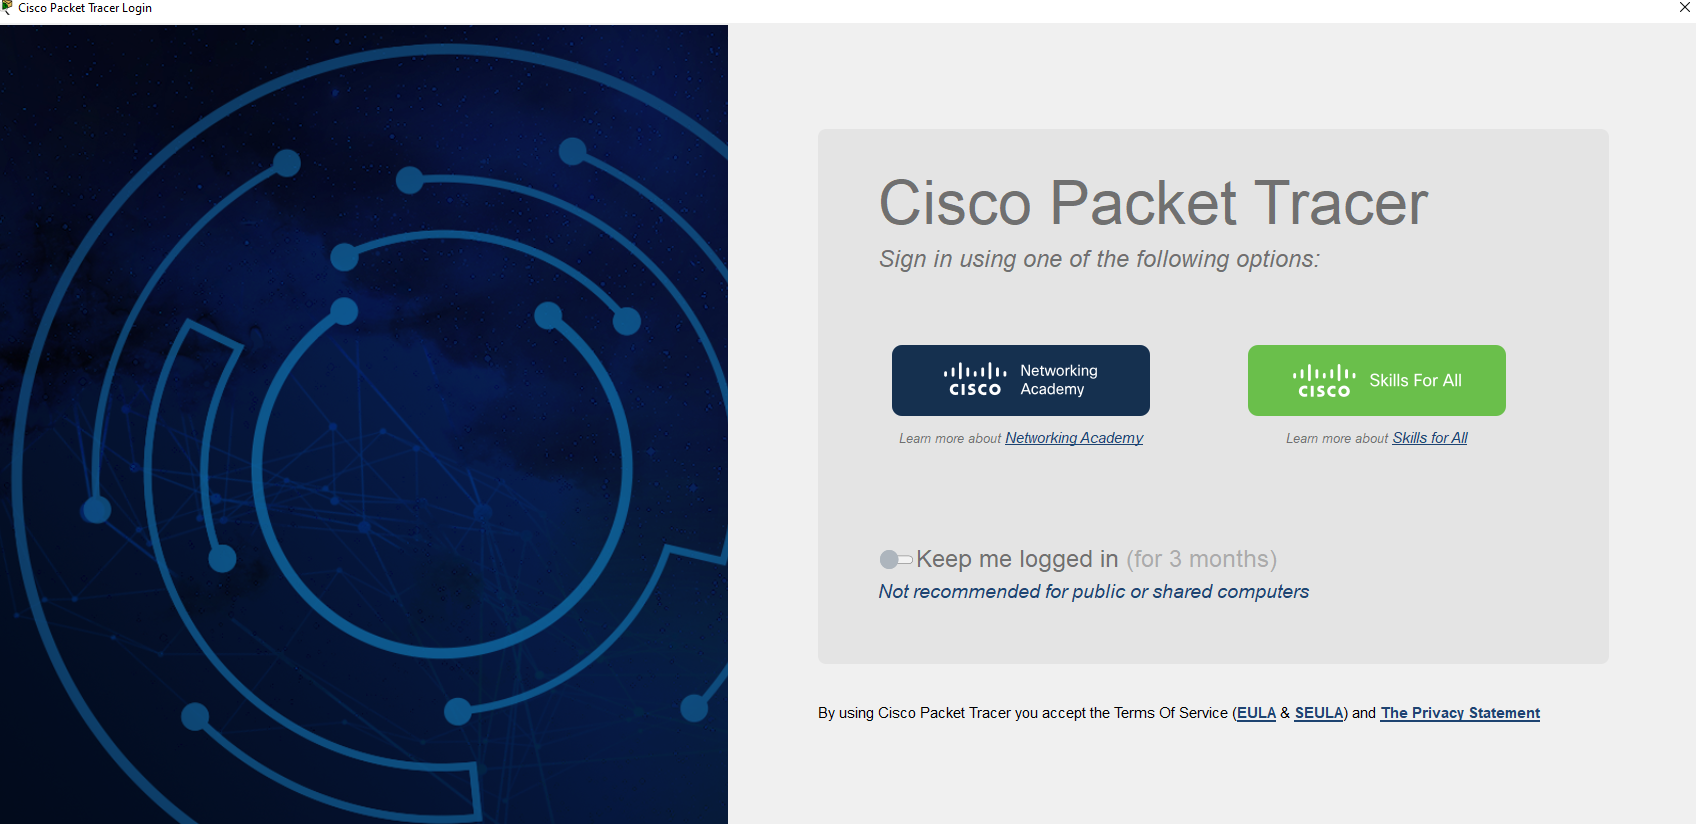 Cisco Packet Tracer Login
Cisco Packet Tracer
Sign in using one of the following options:
CISCO
Networking
Academy
CISCO
Skills For All
Learn more about Networking Academy
Learn more about Skills for All
Keep me logged in (for 3 months)
Not recommended for public or shared computers
By using Cisco Packet Tracer you accept the Terms Of Service (EULA & SEULA) and The Privacy Statement